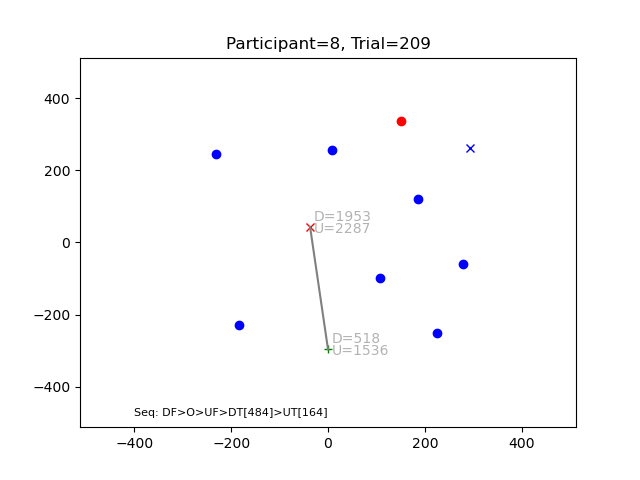 Participant=8, Trial=209
400
200
0
−200
−400
D=1953
U=2287
D=518
U=1536
Seq: DF>O>UF>DT[484]>UT[164]
−400
−200
0
200
400